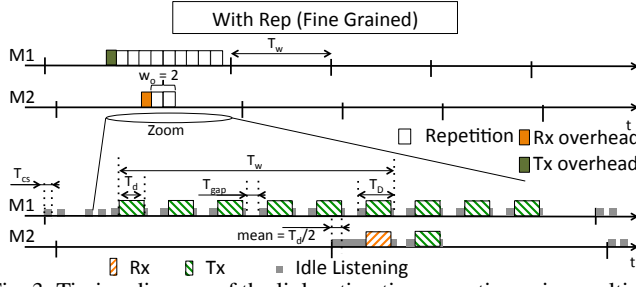 With Rep (Fine Grained)
M1
T_w
w_o = 2
M2
t
Zoom
Repetition
Rx overhead
Tx overhead
T_cs
T_w
T_d
T_gap
T_D
M1
mean = T_d/2
M2
t
Rx
Tx
Idle Listening